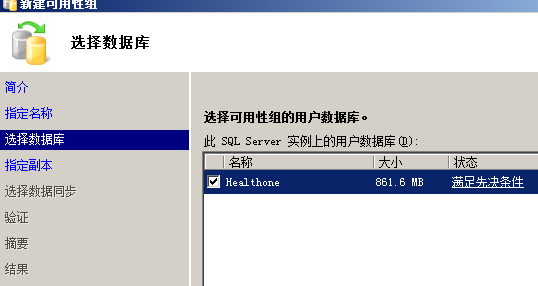 新建可用性组
选择数据库
简介
指定名称
选择数据库
指定副本
选择数据同步
验证
摘要
结果
选择可用性组的用户数据库。
此 SQL Server 实例上的用户数据库(D):
名称 大小 状态
Healthone 861.6 MB 满足先决条件